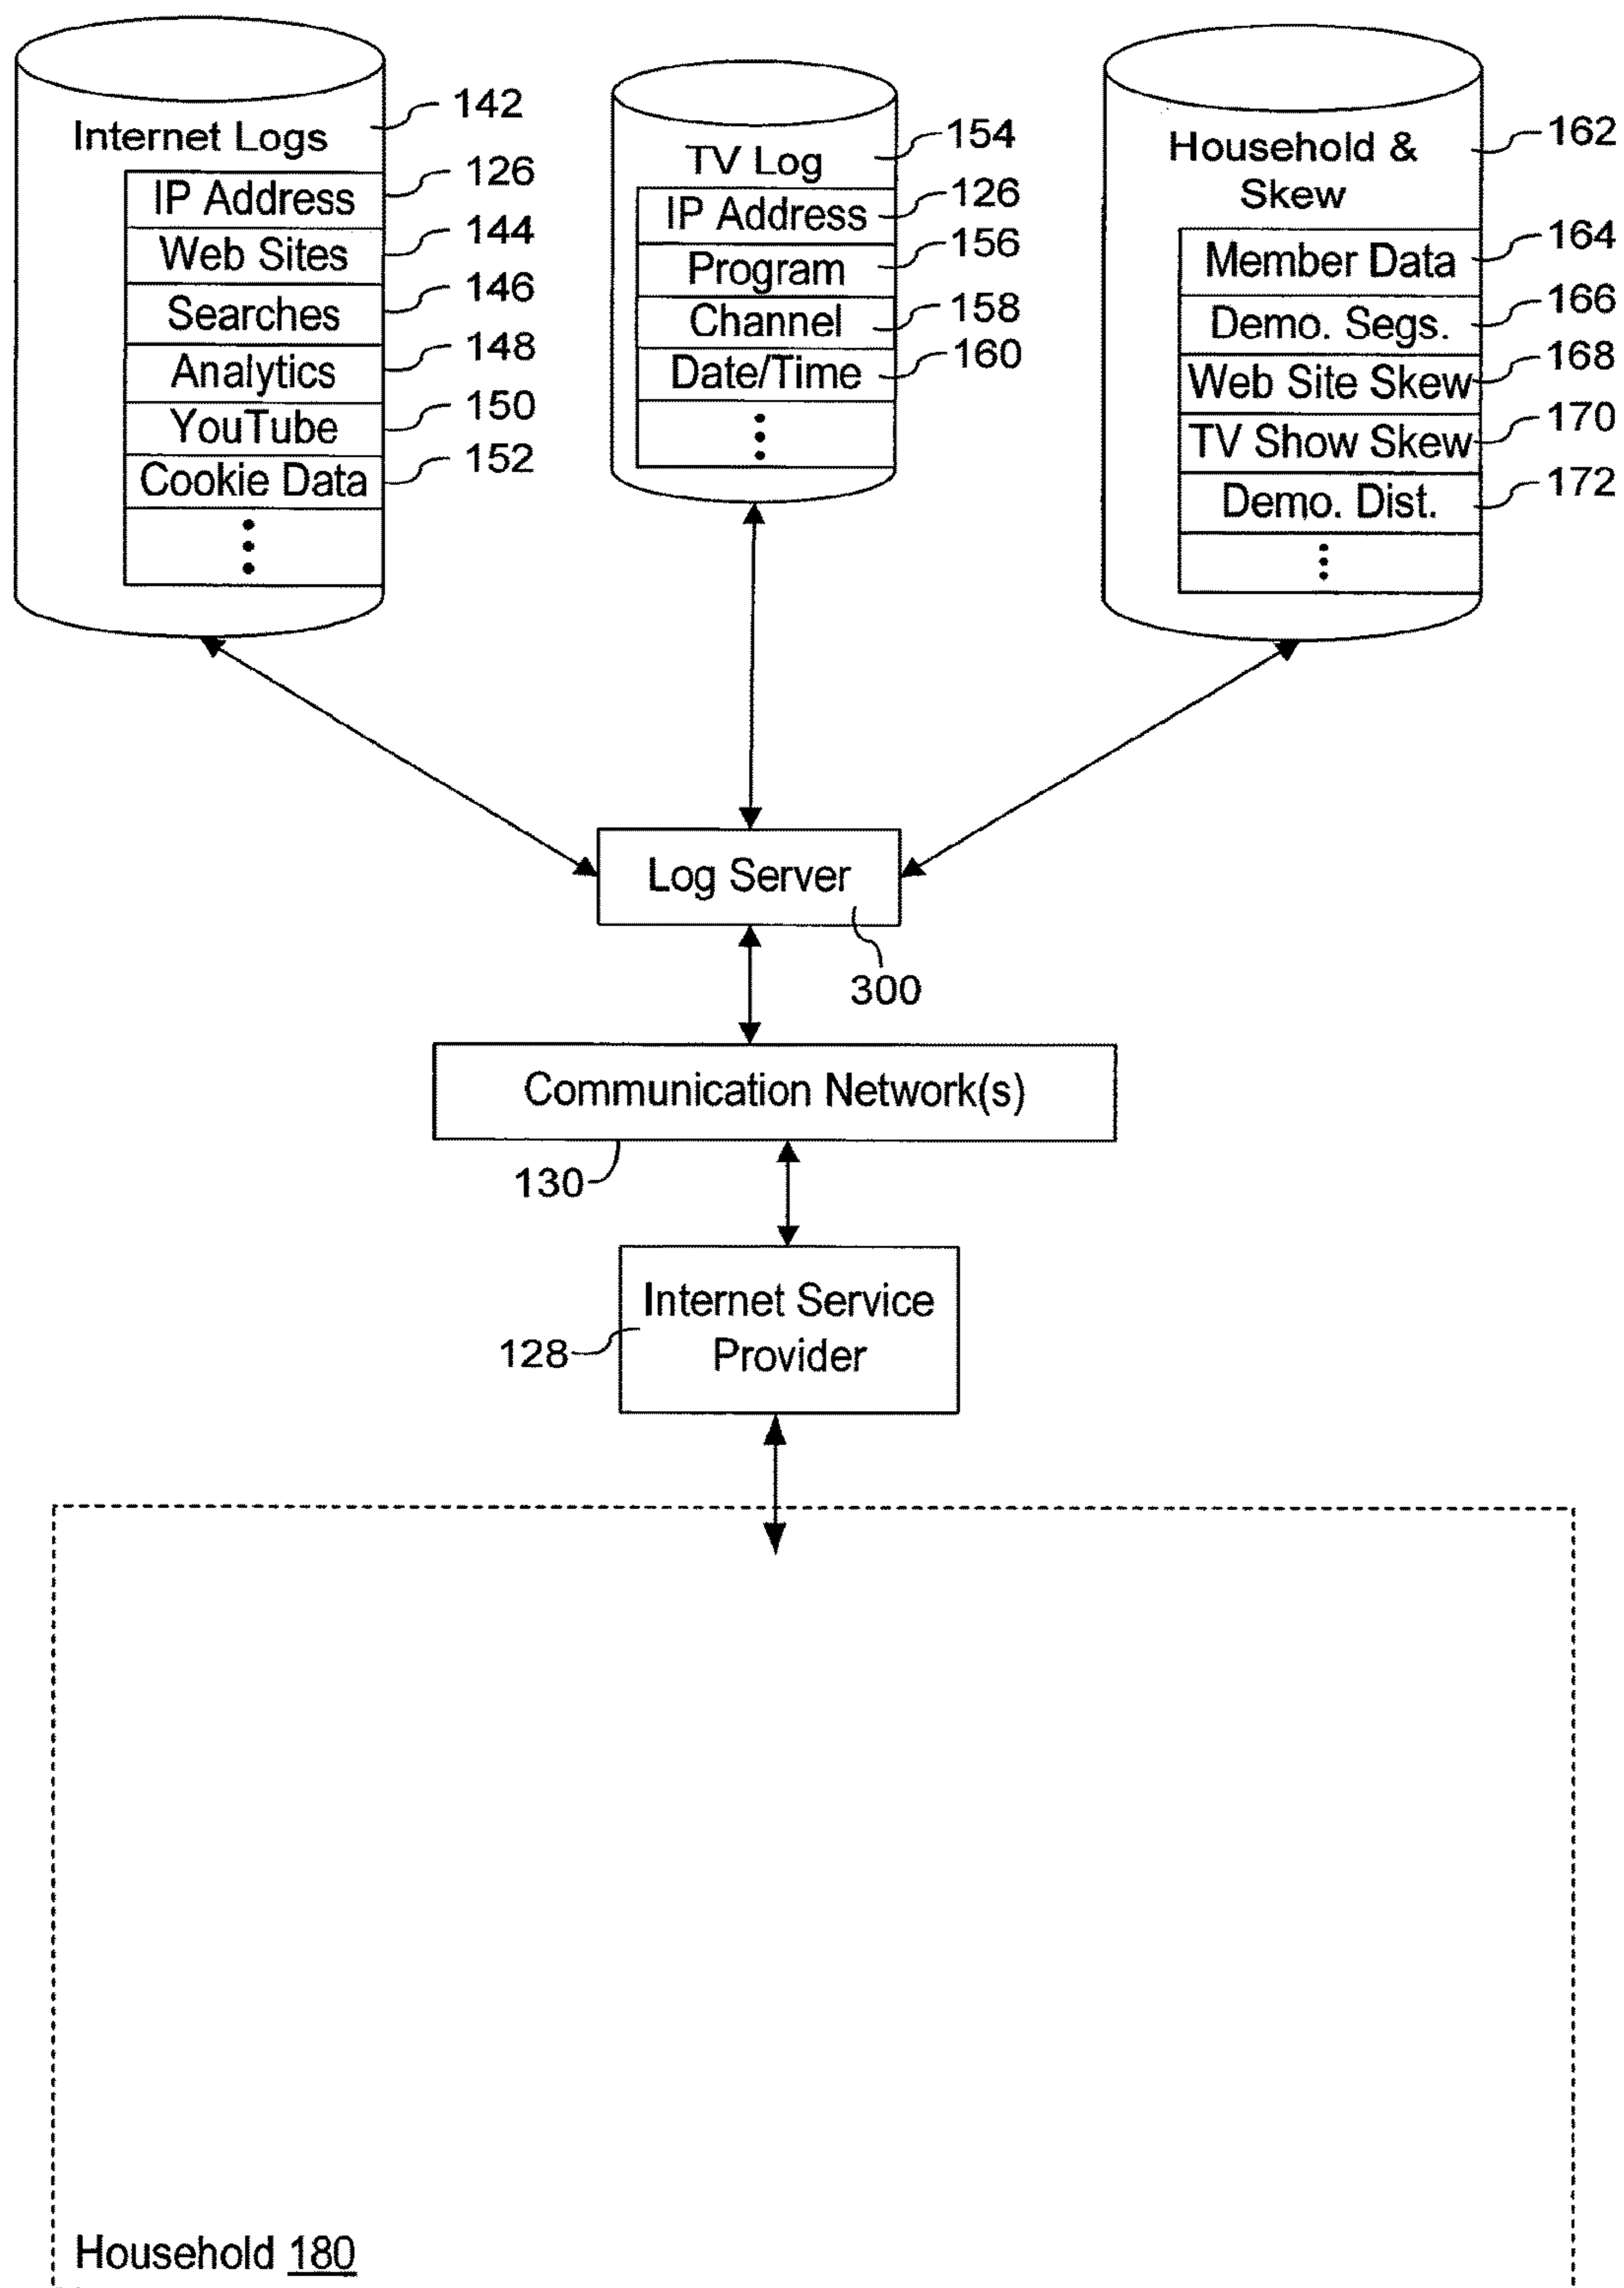 Internet Logs
142
IP Address
126
Web Sites
144
Searches
146
Analytics
148
YouTube
150
Cookie Data
152
TV Log
154
IP Address
126
Program
156
Channel
158
Date/Time
160
Household &
Skew
162
Member Data
164
Demo. Segs.
166
Web Site Skew
168
TV Show Skew
170
Demo. Dist.
172
Log Server
300
Communication Network(s)
130
Internet Service
Provider
128
Household 180